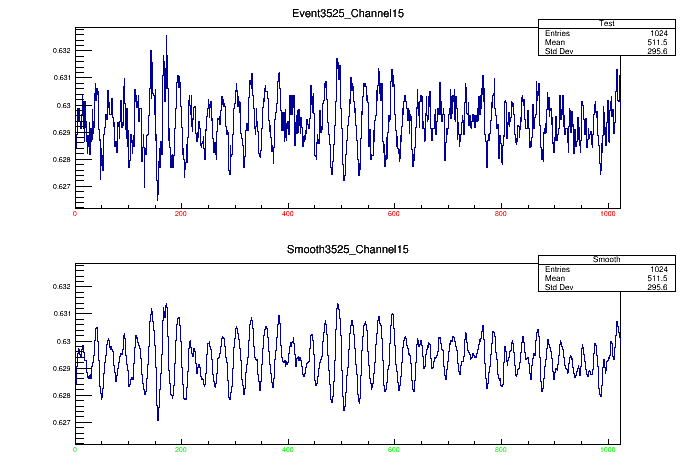 Event3525_Channel15
Test
Entries 1024
Mean 511.5
Std Dev 295.6
0.632
0.631
0.63
0.629
0.628
0.627
0 200 400 600 800 1000
Smooth3525_Channel15
Smooth
Entries 1024
Mean 511.5
Std Dev 295.6
0.632
0.631
0.63
0.629
0.628
0.627
0 200 400 600 800 1000